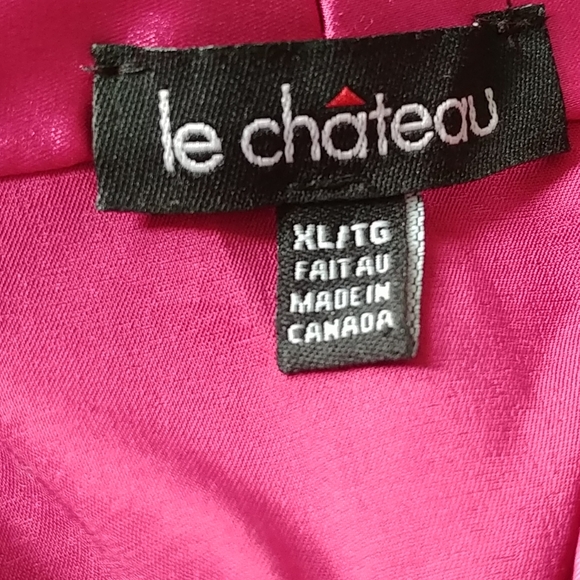 le château
XL/TG
FAIT AU
MADE IN
CANADA